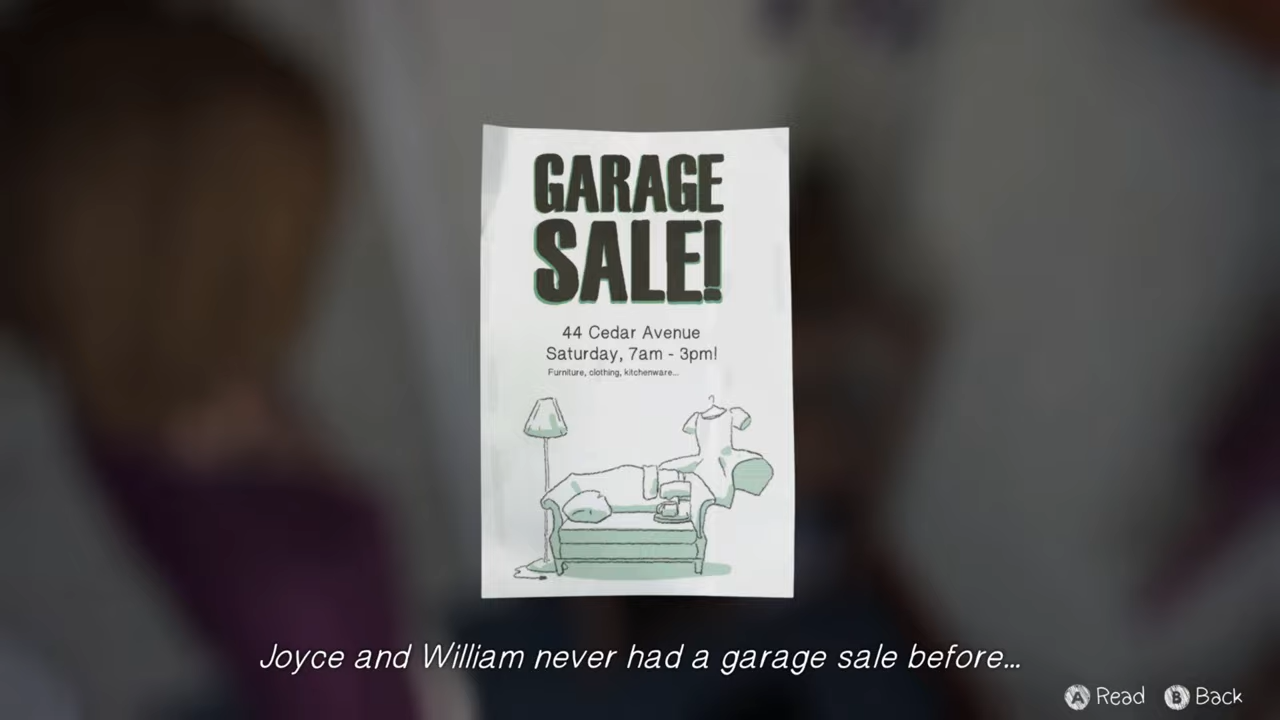 GARAGE
SALE!
44 Cedar Avenue
Saturday, 7am - 3pm!
Furniture, clothing, kitchenware...
Joyce and William never had a garage sale before...
A Read B Back